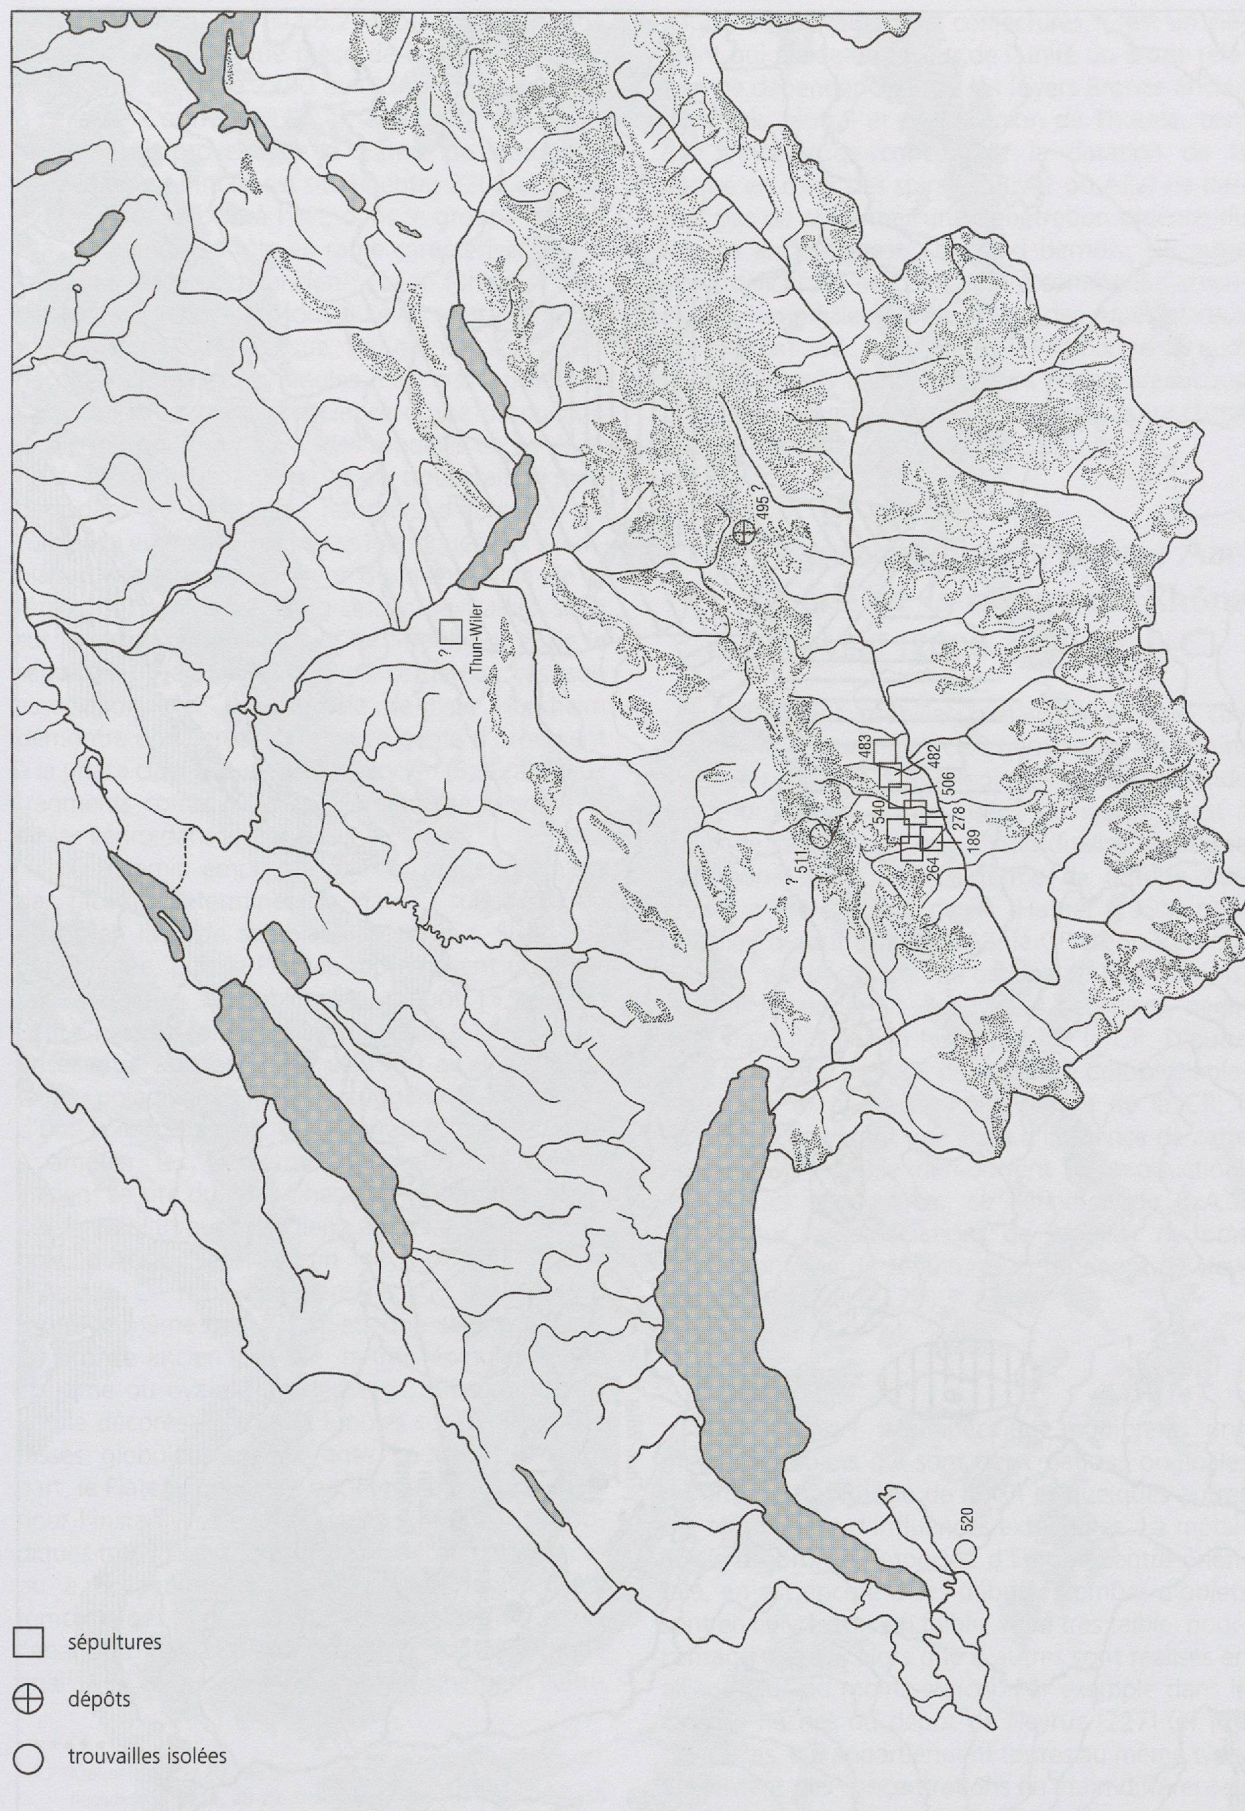 ? Thun-Wiler
495 ?
483
482
506
540
278
189
264
? 511
520
sépultures
dépôts
trouvailles isolées